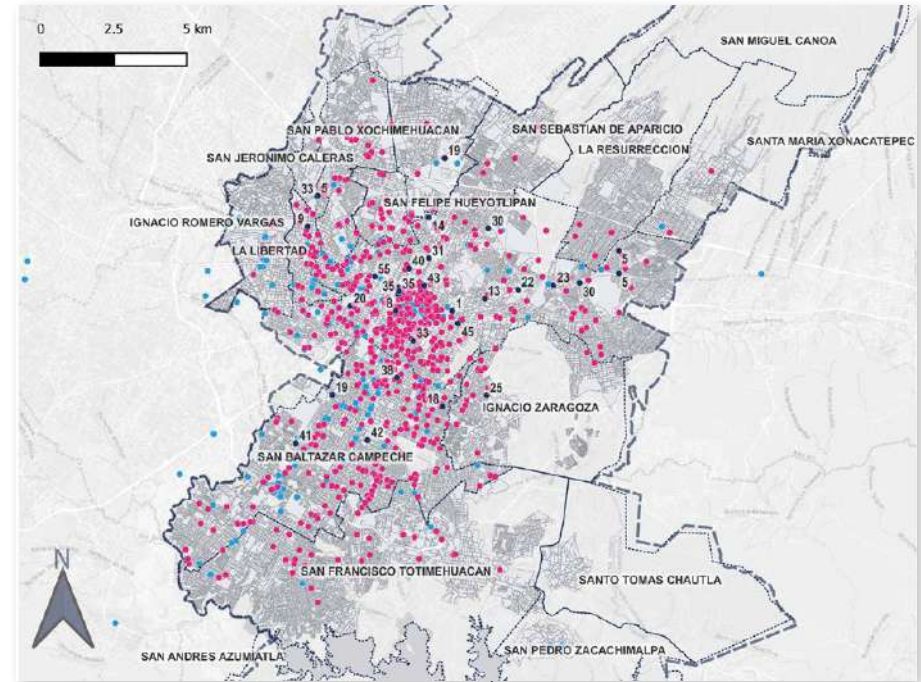 0 2.5 5 km
SAN MIGUEL CANOA
SAN PABLO XOCHIMEHUACAN
SAN SEBASTIAN DE APARICIO
LA RESURRECCION
SANTA MARIA XONACATEPEC
SAN JERONIMO CALERAS
19
33 5
SAN FELIPE HUEYOTLIPAN
IGNACIO ROMERO VARGAS
9
14
30
LA LIBERTAD
31
40
55
5
35 35 43
22 23 30
5
20
13
8
1
33
45
38
19
25
18
IGNACIO ZARAGOZA
41
42
SAN BALTAZAR CAMPECHE
N
SAN FRANCISCO TOTIMEHUACAN
SANTO TOMAS CHAUTLA
SAN ANDRES AZUMIATLA
SAN PEDRO ZACACHIMALPA